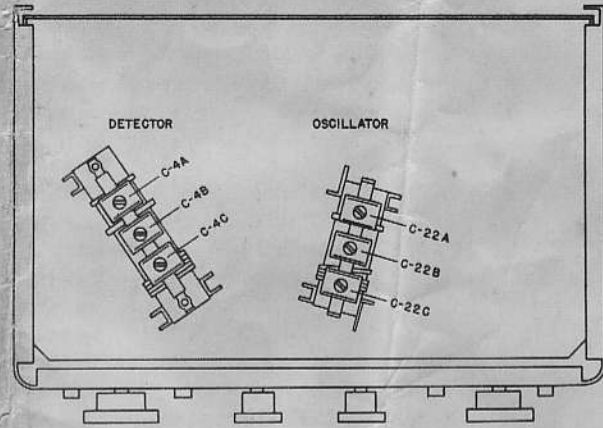 DETECTOR
C-4A
C-4B
C-4C
OSCILLATOR
C-22A
C-22B
C-22C